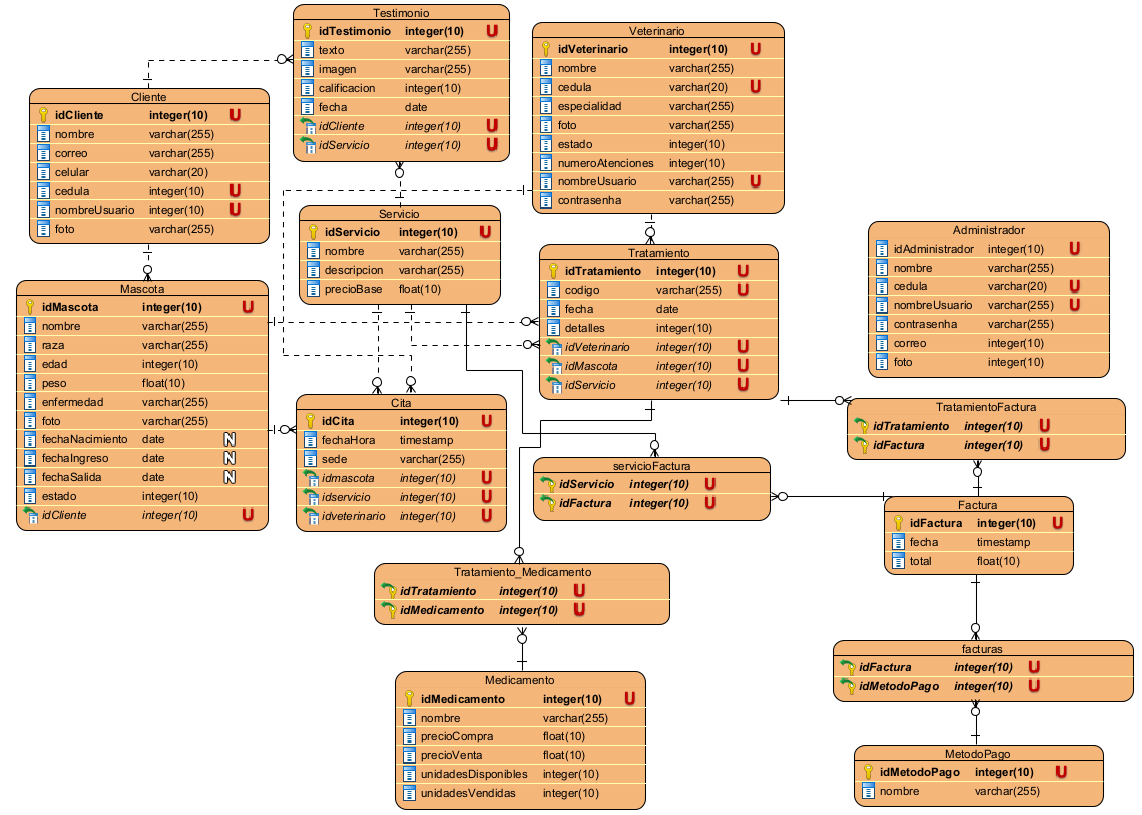 Testimonio
idTestimonio integer(10) U
texto varchar(255)
imagen varchar(255)
calificacion integer(10)
fecha date
idCliente integer(10) U
idServicio integer(10) U
Veterinario
idVeterinario integer(10) U
nombre varchar(255)
cedula varchar(20) U
especialidad varchar(255)
foto varchar(255)
estado integer(10)
numeroAtenciones integer(10)
nombreUsuario varchar(255) U
contrasenha varchar(255)
Cliente
idCliente integer(10) U
nombre varchar(255)
correo varchar(255)
celular varchar(20)
cedula integer(10) U
nombreUsuario integer(10) U
foto varchar(255)
Servicio
idServicio integer(10) U
nombre varchar(255)
descripcion varchar(255)
precioBase float(10)
Tratamiento
idTratamiento integer(10) U
codigo varchar(255) U
fecha date
detalles integer(10)
idVeterinario integer(10) U
idMascota integer(10) U
idServicio integer(10) U
Administrador
idAdministrador integer(10) U
nombre varchar(255)
cedula varchar(20) U
nombreUsuario varchar(255) U
contrasenha varchar(255)
correo integer(10)
foto integer(10)
Mascota
idMascota integer(10) U
nombre varchar(255)
raza varchar(255)
edad integer(10)
peso float(10)
enfermedad varchar(255)
foto varchar(255)
fechaNacimiento date N
fechaIngreso date N
fechaSalida date N
estado integer(10)
idCliente integer(10) U
Cita
idCita integer(10) U
fechaHora timestamp
sede varchar(255)
idmascota integer(10) U
idservicio integer(10) U
idveterinario integer(10) U
TratamientoFactura
idTratamiento integer(10) U
idFactura integer(10) U
servicioFactura
idServicio integer(10) U
idFactura integer(10) U
Factura
idFactura integer(10) U
fecha timestamp
total float(10)
Tratamiento_Medicamento
idTratamiento integer(10) U
idMedicamento integer(10) U
facturas
idFactura integer(10) U
idMetodoPago integer(10) U
Medicamento
idMedicamento integer(10) U
nombre varchar(255)
precioCompra float(10)
precioVenta float(10)
unidadesDisponibles integer(10)
unidadesVendidas integer(10)
MetodoPago
idMetodoPago integer(10) U
nombre varchar(255)